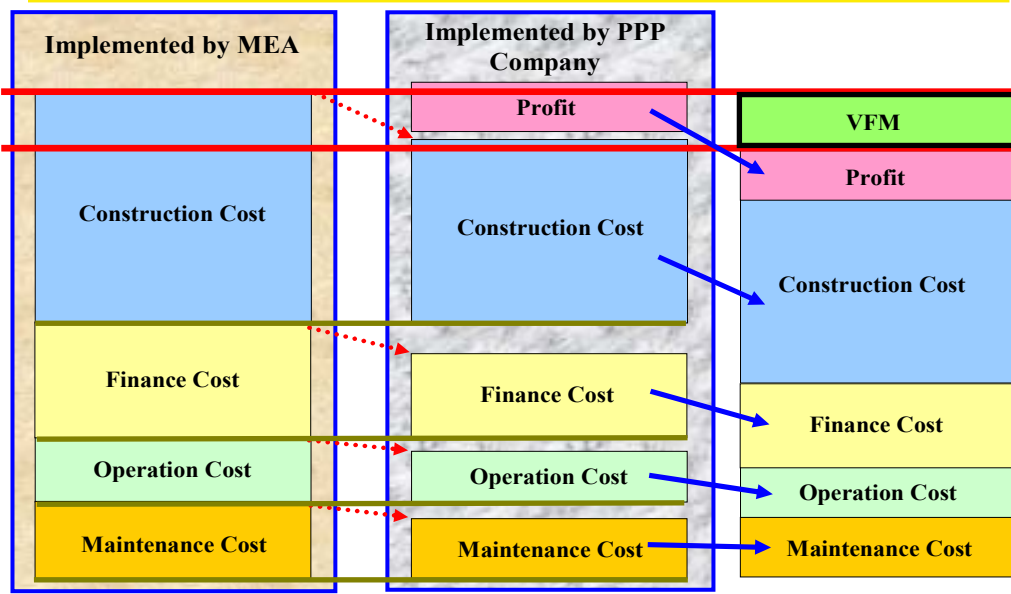 Implemented by MEA
Construction Cost
Finance Cost
Operation Cost
Maintenance Cost
Implemented by PPP
Company
Profit
Construction Cost
Finance Cost
Operation Cost
Maintenance Cost
VFM
Profit
Construction Cost
Finance Cost
Operation Cost
Maintenance Cost